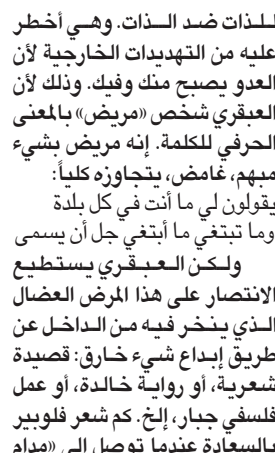 للذات ضد الذات. وهي أخطر
عليه من التهديدات الخارجية لأن
العدو يصبح منك وفيك. وذلك لأن
العبقري شخص «مريض» بالمعنى
الحرفي للكلمة. إنه مريض بشيء
مبهم، غامض، يتجاوزه كلياً:
يقولون لي ما أنت في كل بلدة
وما تبتغي ما أبتغي جل أن يسمى
ولكن العبقري يستطيع
الانتصار على هذا المرض العضال
الذي ينخر فيه من الداخل عن
طريق إبداع شيء خارق: قصيدة
شعرية، أو رواية خالدة، أو عمل
فلسفي جبار، إلخ. كم شعر فلوبير
بالسعادة عندما توصل إلى «مدام